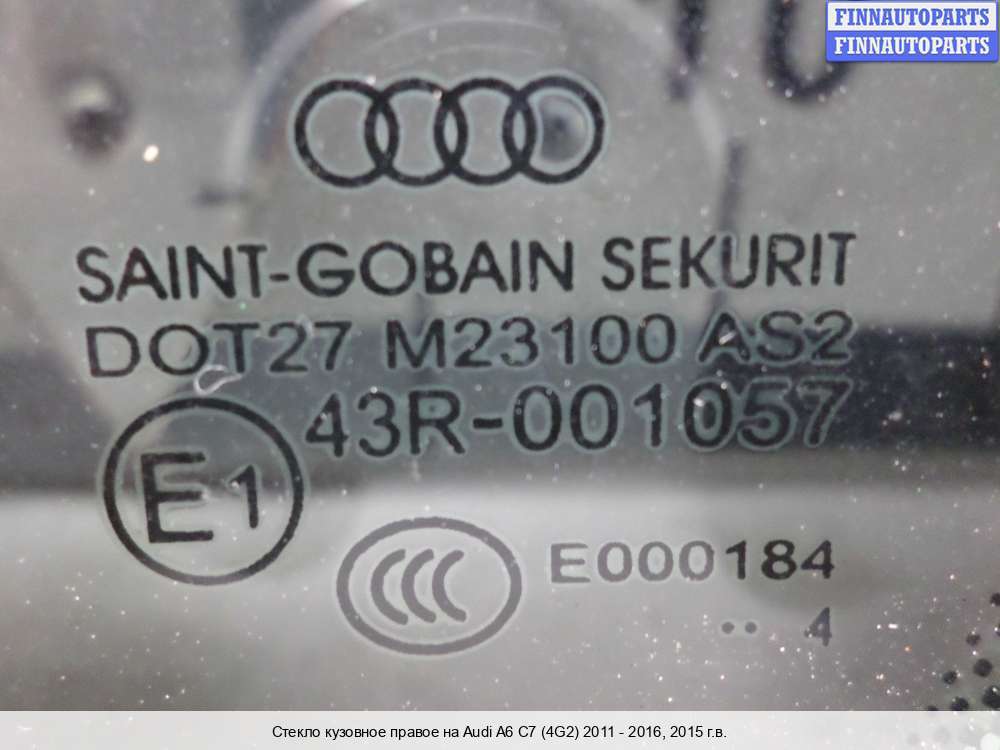 FINNAUTOPARTS
FINNAUTOPARTS
SAINT-GOBAIN SEKURIT
DOT27 M23100 AS2
43R-001057
E1
CCC
E000184
.. 4
Стекло кузовное правое на Audi A6 C7 (4G2) 2011 - 2016, 2015 г.в.